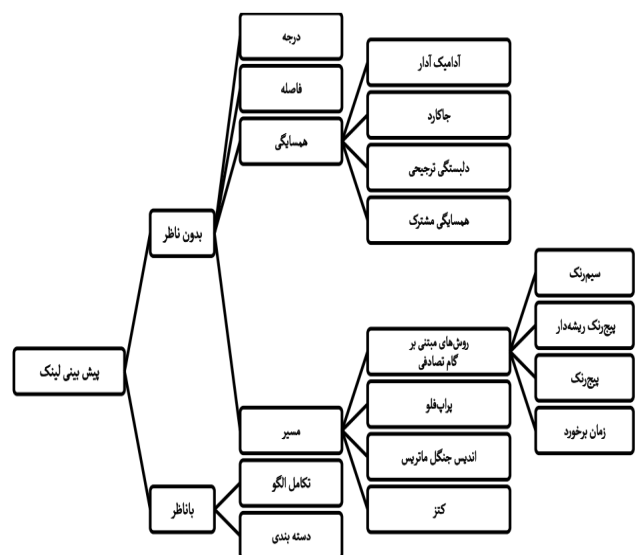 پیش بینی لینک
بدون ناظر
درجه
فاصله
همسایگی
آدامیک آدار
جاکارد
دلبستگی ترجیحی
همسایگی مشترک
مسیر
روش‌های مبتنی بر
گام تصادفی
سیم‌رنک
پیج‌رنک ریشه‌دار
پیج‌رنک
زمان برخورد
پراپ‌فلو
اندیس جنگل ماتریس
کتز
باناظر
تکامل الگو
دسته بندی